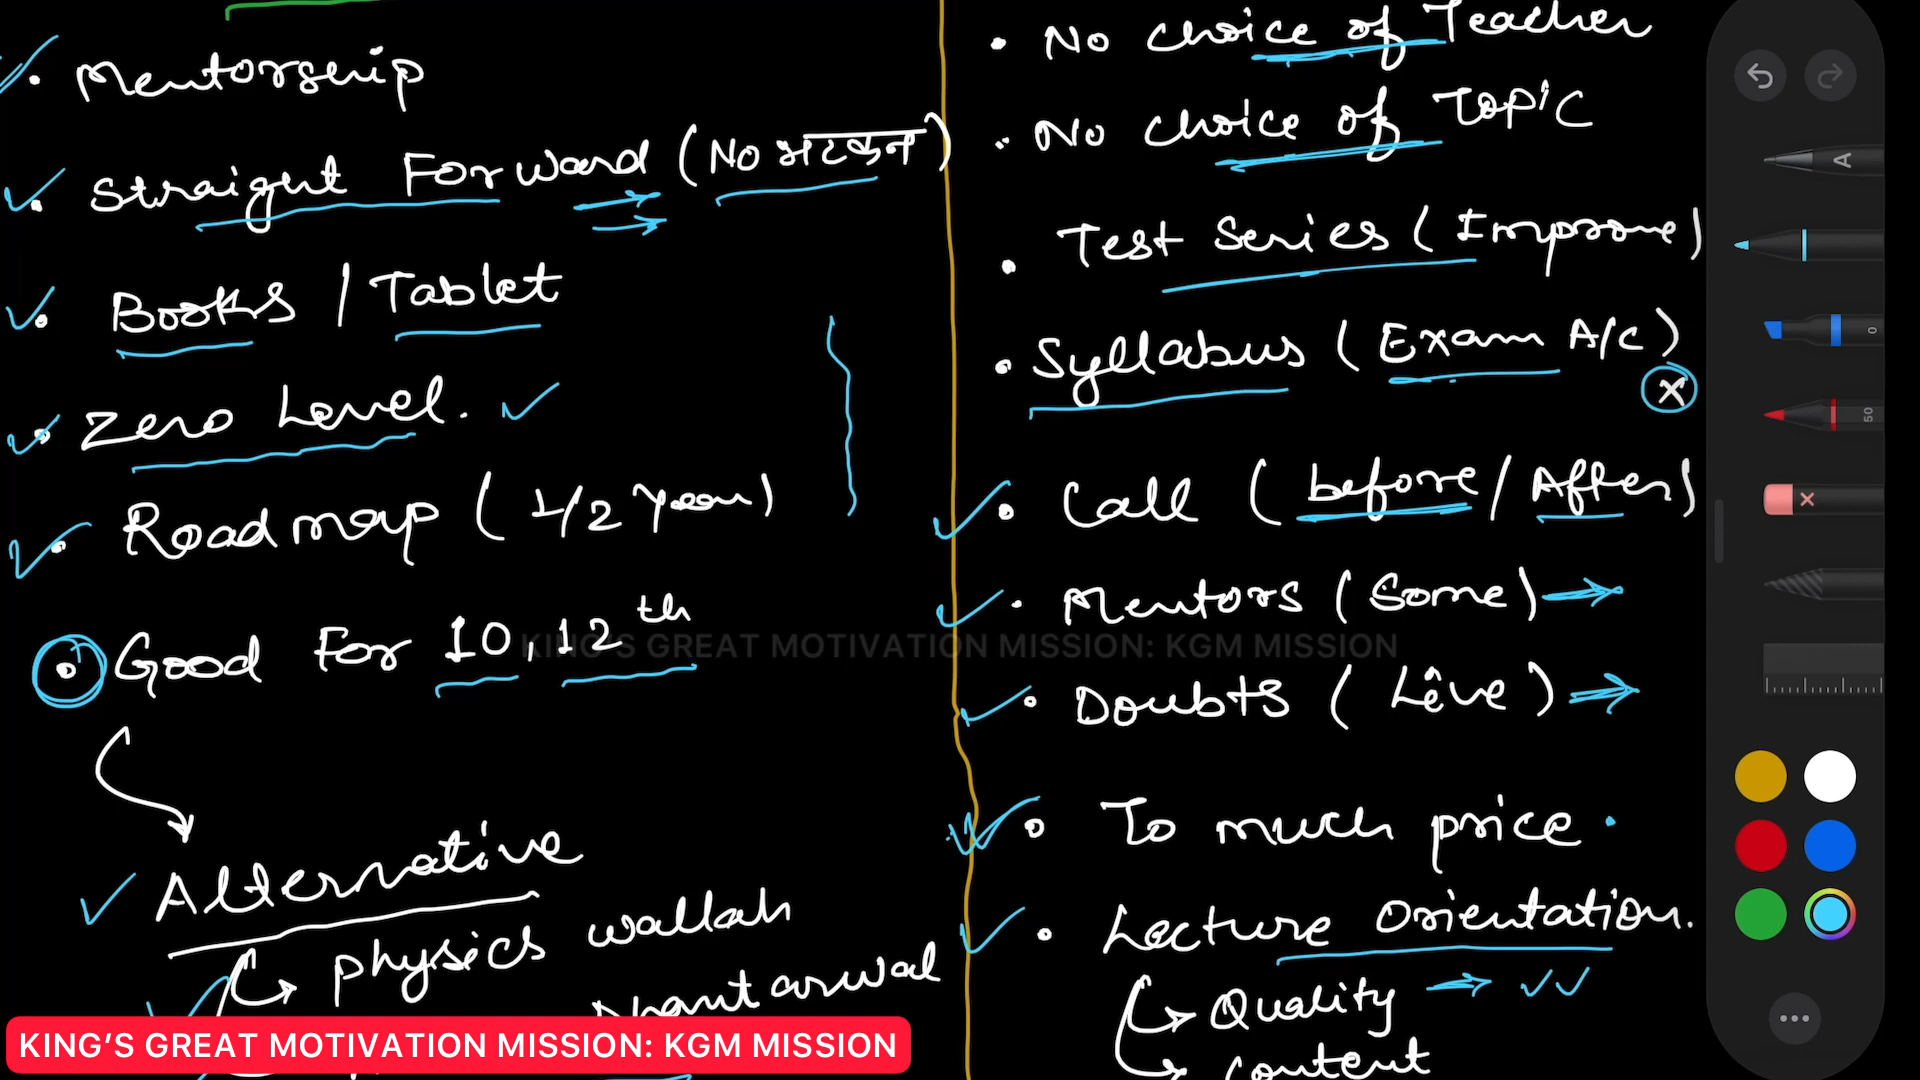 • Mentorship
• Straight Forward (No भटकन)
• Books / Tablet
• Zero Level.
• Roadmap ( 1/2 year)
• Good For 10, 12th
Alternative
physics wallah
• No choice of Teacher
• No choice of Topic
• Test Series ( Improve)
• Syllabus ( Exam A/C )
x
• Call ( before / After)
• Mentors ( Some )
• Doubts ( Live )
• To much price .
• Lecture Orientation.
Quality
Content
KING'S GREAT MOTIVATION MISSION: KGM MISSION
KING'S GREAT MOTIVATION MISSION: KGM MISSION
A
0
50